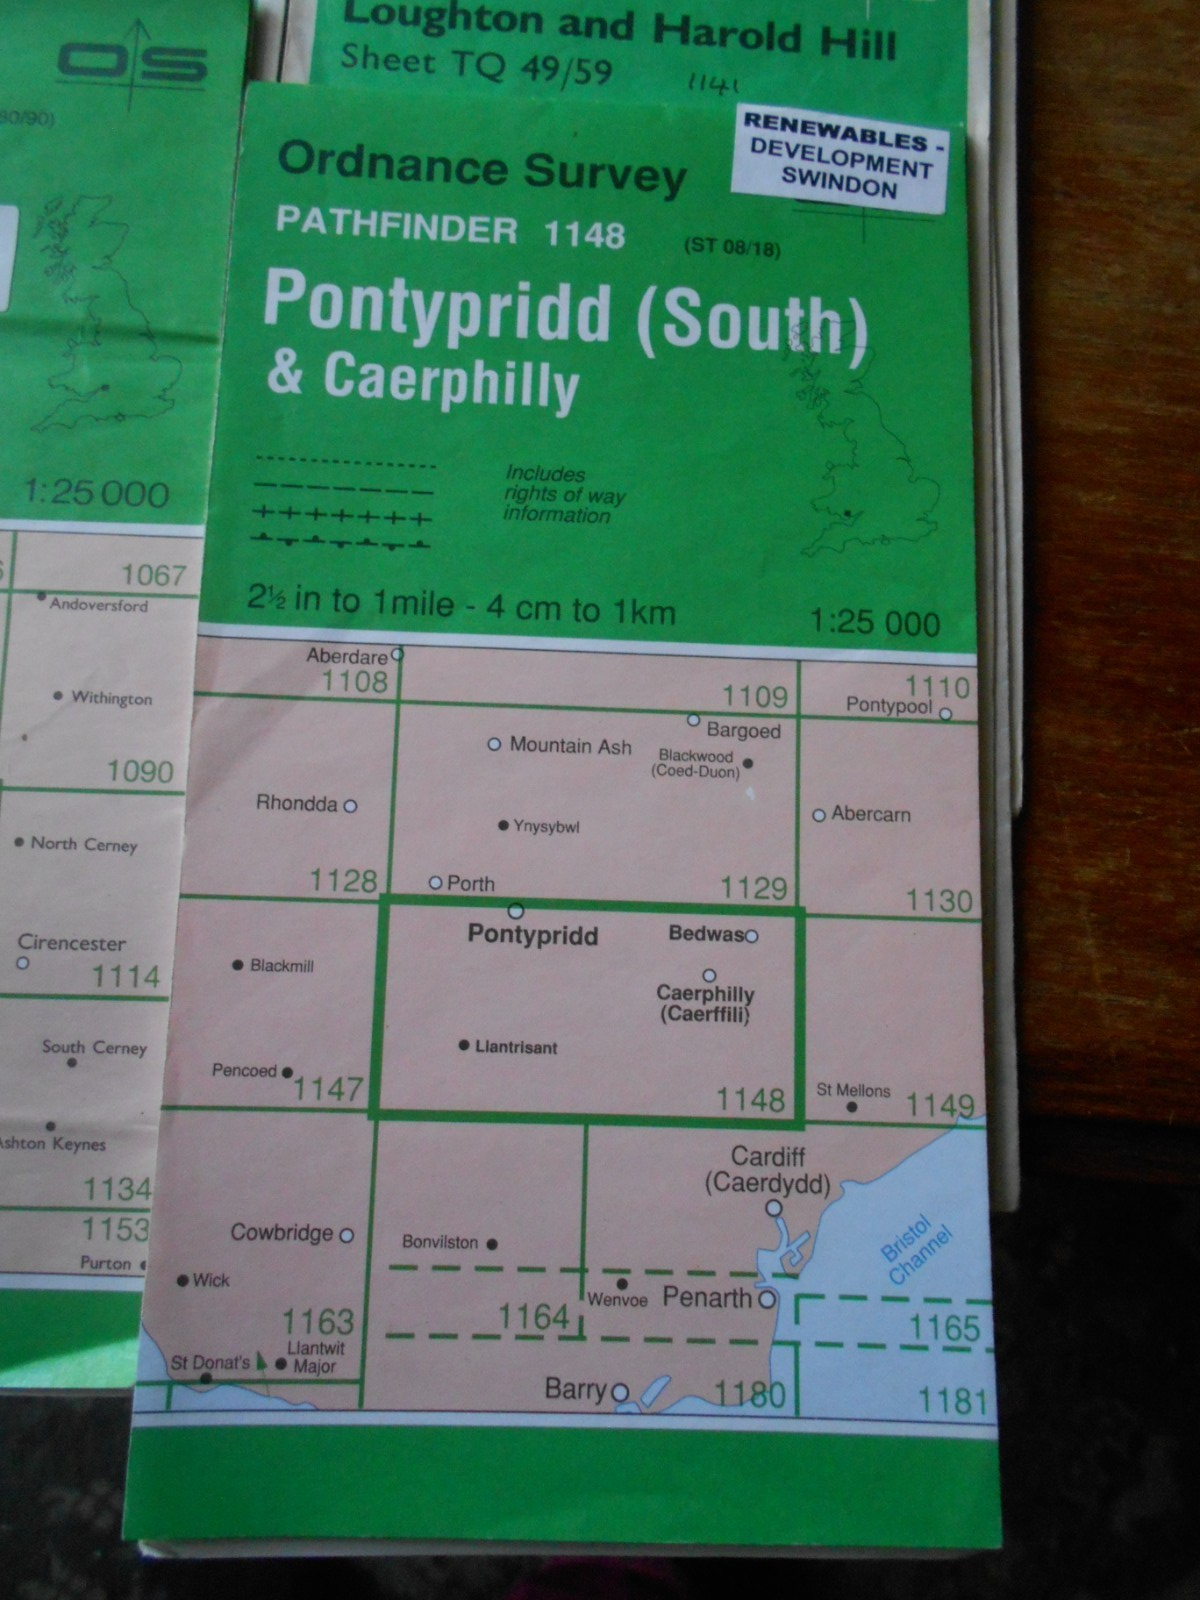 Loughton and Harold Hill
Sheet TQ 49/59
1141
OS
80/90)
1:25 000
1067
Andoversford
Withington
1090
North Cerney
Cirencester
1114
South Cerney
Ashton Keynes
1134
1153
Purton
RENEWABLES -
DEVELOPMENT
SWINDON
Ordnance Survey
PATHFINDER 1148 (ST 08/18)
Pontypridd (South)
& Caerphilly
Includes
rights of way
information
2½ in to 1mile - 4 cm to 1km
1:25 000
Aberdare
1108
1109
1110
Pontypool
Bargoed
Mountain Ash
Blackwood
(Coed-Duon)
Rhondda
Abercarn
Ynysybwl
1128
Porth
1129
1130
Pontypridd
Bedwas
Blackmill
Caerphilly
(Caerffili)
Llantrisant
Pencoed
1147
1148
St Mellons
1149
Cardiff
(Caerdydd)
Cowbridge
Bonvilston
Bristol
Channel
Wick
Wenvoe
Penarth
1163
1164
1165
Llantwit
Major
St Donat's
Barry
1180
1181